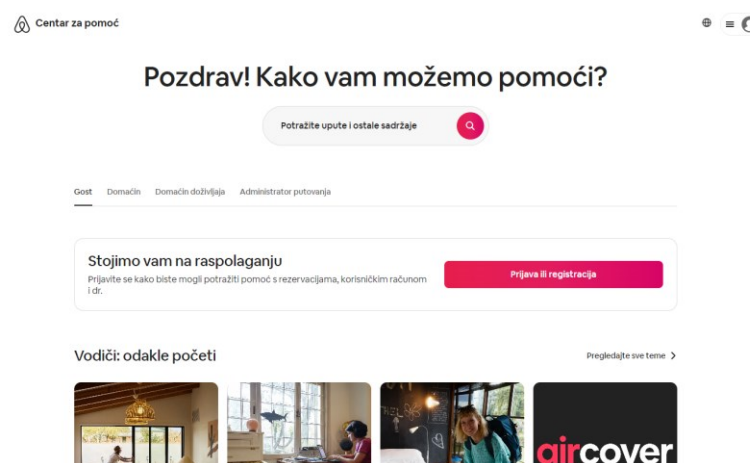 Centar za pomoć
Pozdrav! Kako vam možemo pomoći?
Potražite upute i ostale sadržaje
Gost Domaćin Domaćin doživljaja Administrator putovanja
Stojimo vam na raspolaganju
Prijavite se kako biste mogli potražiti pomoć s rezervacijama, korisničkim računom
i dr.
Prijava ili registracija
Vodiči: odakle početi
Pregledajte sve teme
aircover